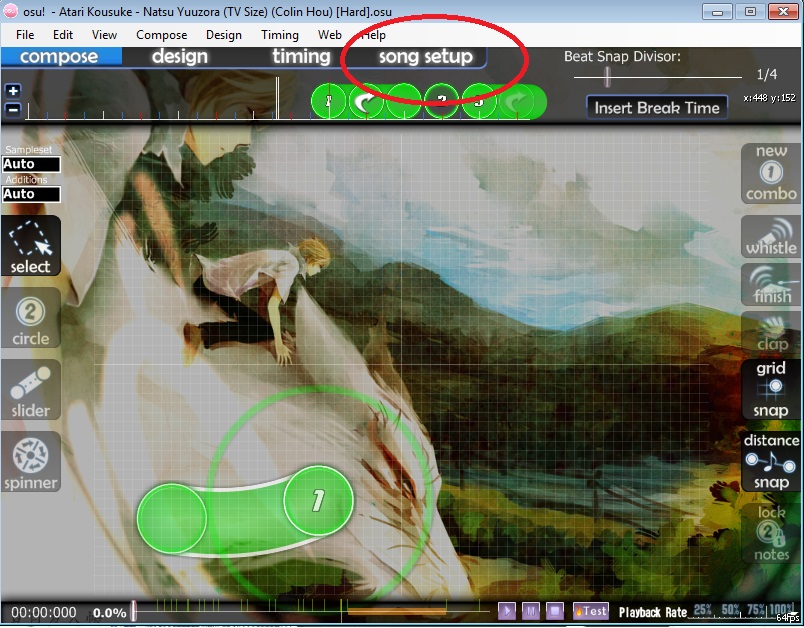 osu!  - Atari Kousuke - Natsu Yuuzora (TV Size) (Colin Hou) [Hard].osu
File Edit View Compose Design Timing Web Help
compose design timing song setup
Beat Snap Divisor:
1/4
Insert Break Time
x:448 y:152
1 2 3
Sampleset
Auto
Additions
Auto
select
2
circle
slider
spinner
new
1
combo
whistle
finish
clap
grid
snap
distance
snap
lock
2
notes
1
00:00:000 0.0% M Test Playback Rate 25% 50% 75% 100%
64fps